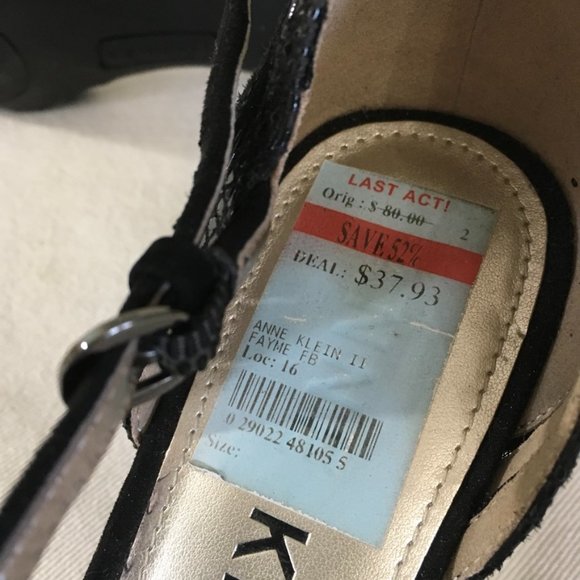 LAST ACT!
Orig : $ 80.00 2
SAVE 52%
DEAL: $37.93
ANNE KLEIN II
FAYME FB
Loc: 16
0 29022 48105 5
Size:
K